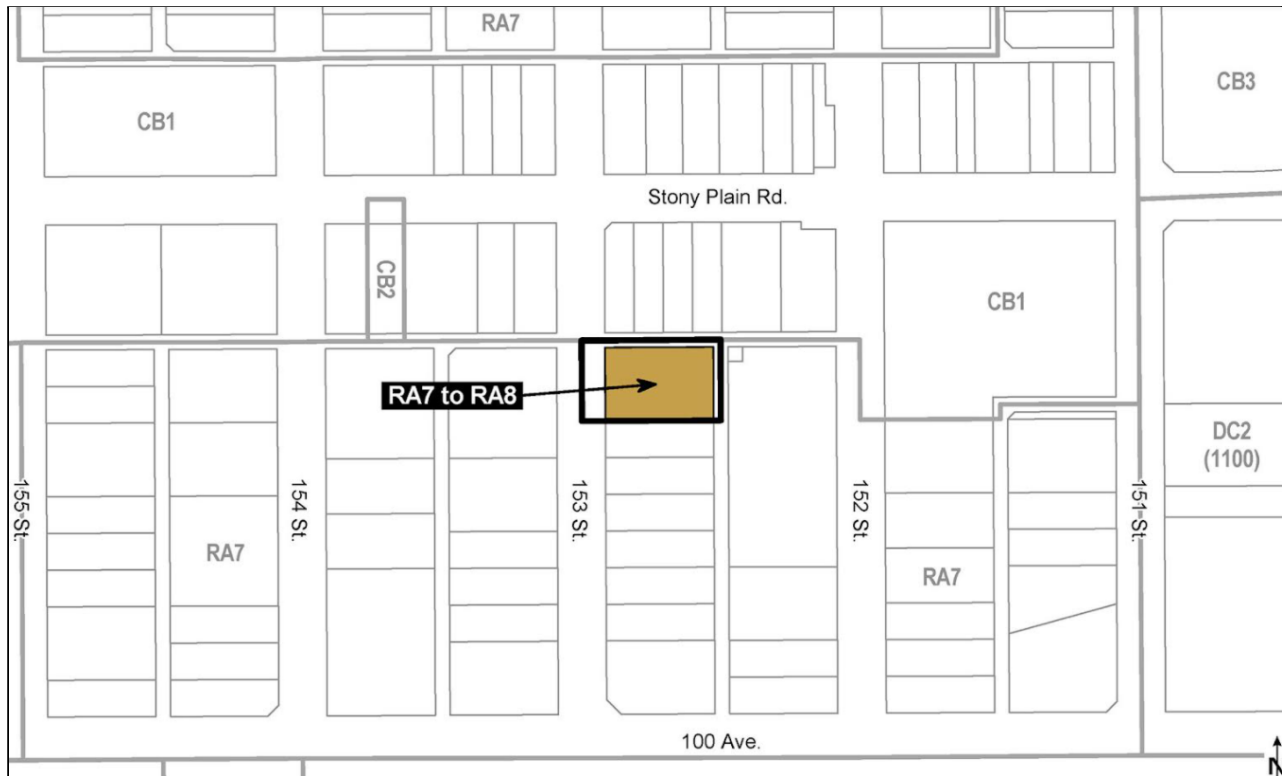 RA7
CB3
CB1
Stony Plain Rd.
CB2
CB1
RA7 to RA8
DC2
(1100)
155 St.
154 St.
153 St.
152 St.
151 St.
RA7
RA7
100 Ave.
N